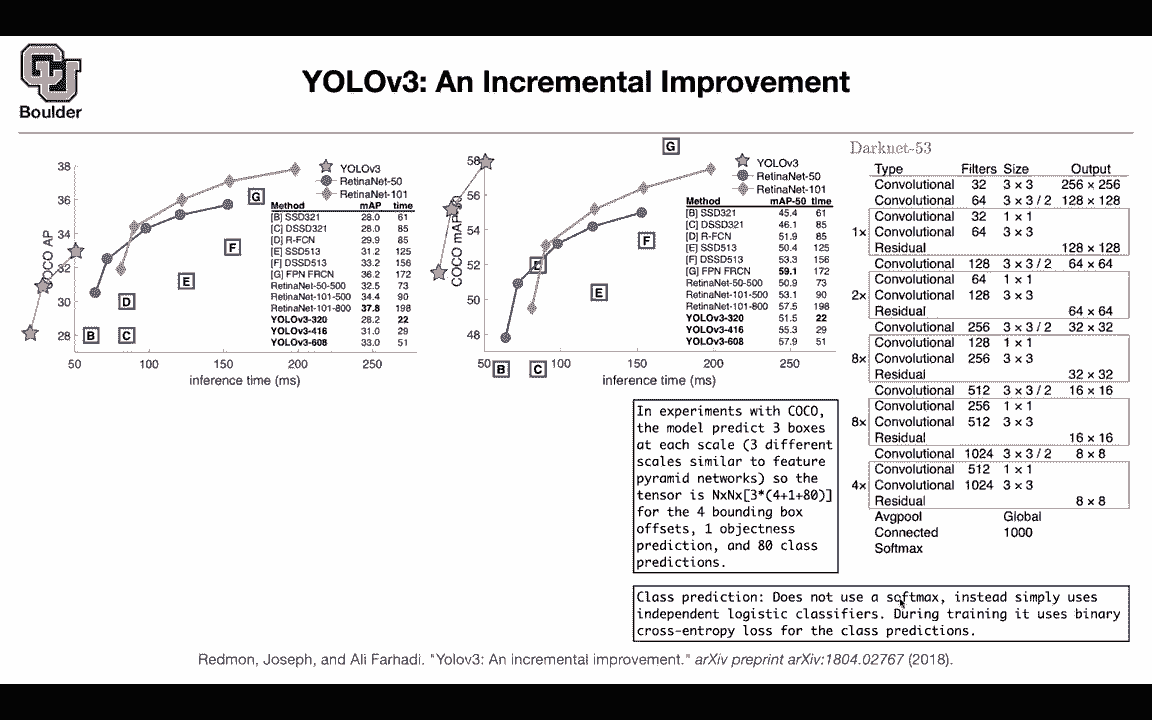 YOLOv3: An Incremental Improvement
Boulder
38
36
34
32
30
28
COCO AP
50 100 150 200 250
inference time (ms)
B
C
D
E
F
G
YOLOv3
RetinaNet-50
RetinaNet-101
Method mAP time
[B] SSD321 28.0 61
[C] DSSD321 28.0 85
[D] R-FCN 29.9 85
[E] SSD513 31.2 125
[F] DSSD513 33.2 156
[G] FPN FRCN 36.2 172
RetinaNet-50-500 32.5 73
RetinaNet-101-500 34.4 90
RetinaNet-101-800 37.8 198
YOLOv3-320 28.2 22
YOLOv3-416 31.0 29
YOLOv3-608 33.0 51
58
56
54
52
50
48
COCO
50 100 150 200 250
inference time (ms)
B
C
E
F
G
YOLOv3
RetinaNet-50
RetinaNet-101
Method mAP-50 time
[B] SSD321 45.4 61
[C] DSSD321 46.1 85
[D] R-FCN 51.9 85
[E] SSD513 50.4 125
[F] DSSD513 53.3 156
[G] FPN FRCN 59.1 172
RetinaNet-50-500 50.9 73
RetinaNet-101-500 53.1 90
RetinaNet-101-800 57.5 198
YOLOv3-320 51.5 22
YOLOv3-416 55.3 29
YOLOv3-608 57.9 51
Darknet-53
Type Filters Size Output
Convolutional 32 3 × 3 256 × 256
Convolutional 64 3 × 3 / 2 128 × 128
Convolutional 32 1 × 1
1× Convolutional 64 3 × 3
Residual 128 × 128
Convolutional 128 3 × 3 / 2 64 × 64
Convolutional 64 1 × 1
2× Convolutional 128 3 × 3
Residual 64 × 64
Convolutional 256 3 × 3 / 2 32 × 32
Convolutional 128 1 × 1
8× Convolutional 256 3 × 3
Residual 32 × 32
Convolutional 512 3 × 3 / 2 16 × 16
Convolutional 256 1 × 1
8× Convolutional 512 3 × 3
Residual 16 × 16
Convolutional 1024 3 × 3 / 2 8 × 8
Convolutional 512 1 × 1
4× Convolutional 1024 3 × 3
Residual 8 × 8
Avgpool Global
Connected 1000
Softmax
In experiments with COCO,
the model predict 3 boxes
at each scale (3 different
scales similar to feature
pyramid networks) so the
tensor is NxNx[3*(4+1+80)]
for the 4 bounding box
offsets, 1 objectness
prediction, and 80 class
predictions.
Class prediction: Does not use a softmax, instead simply uses
independent logistic classifiers. During training it uses binary
cross-entropy loss for the class predictions.
Redmon, Joseph, and Ali Farhadi. "Yolov3: An incremental improvement." arXiv preprint arXiv:1804.02767 (2018).